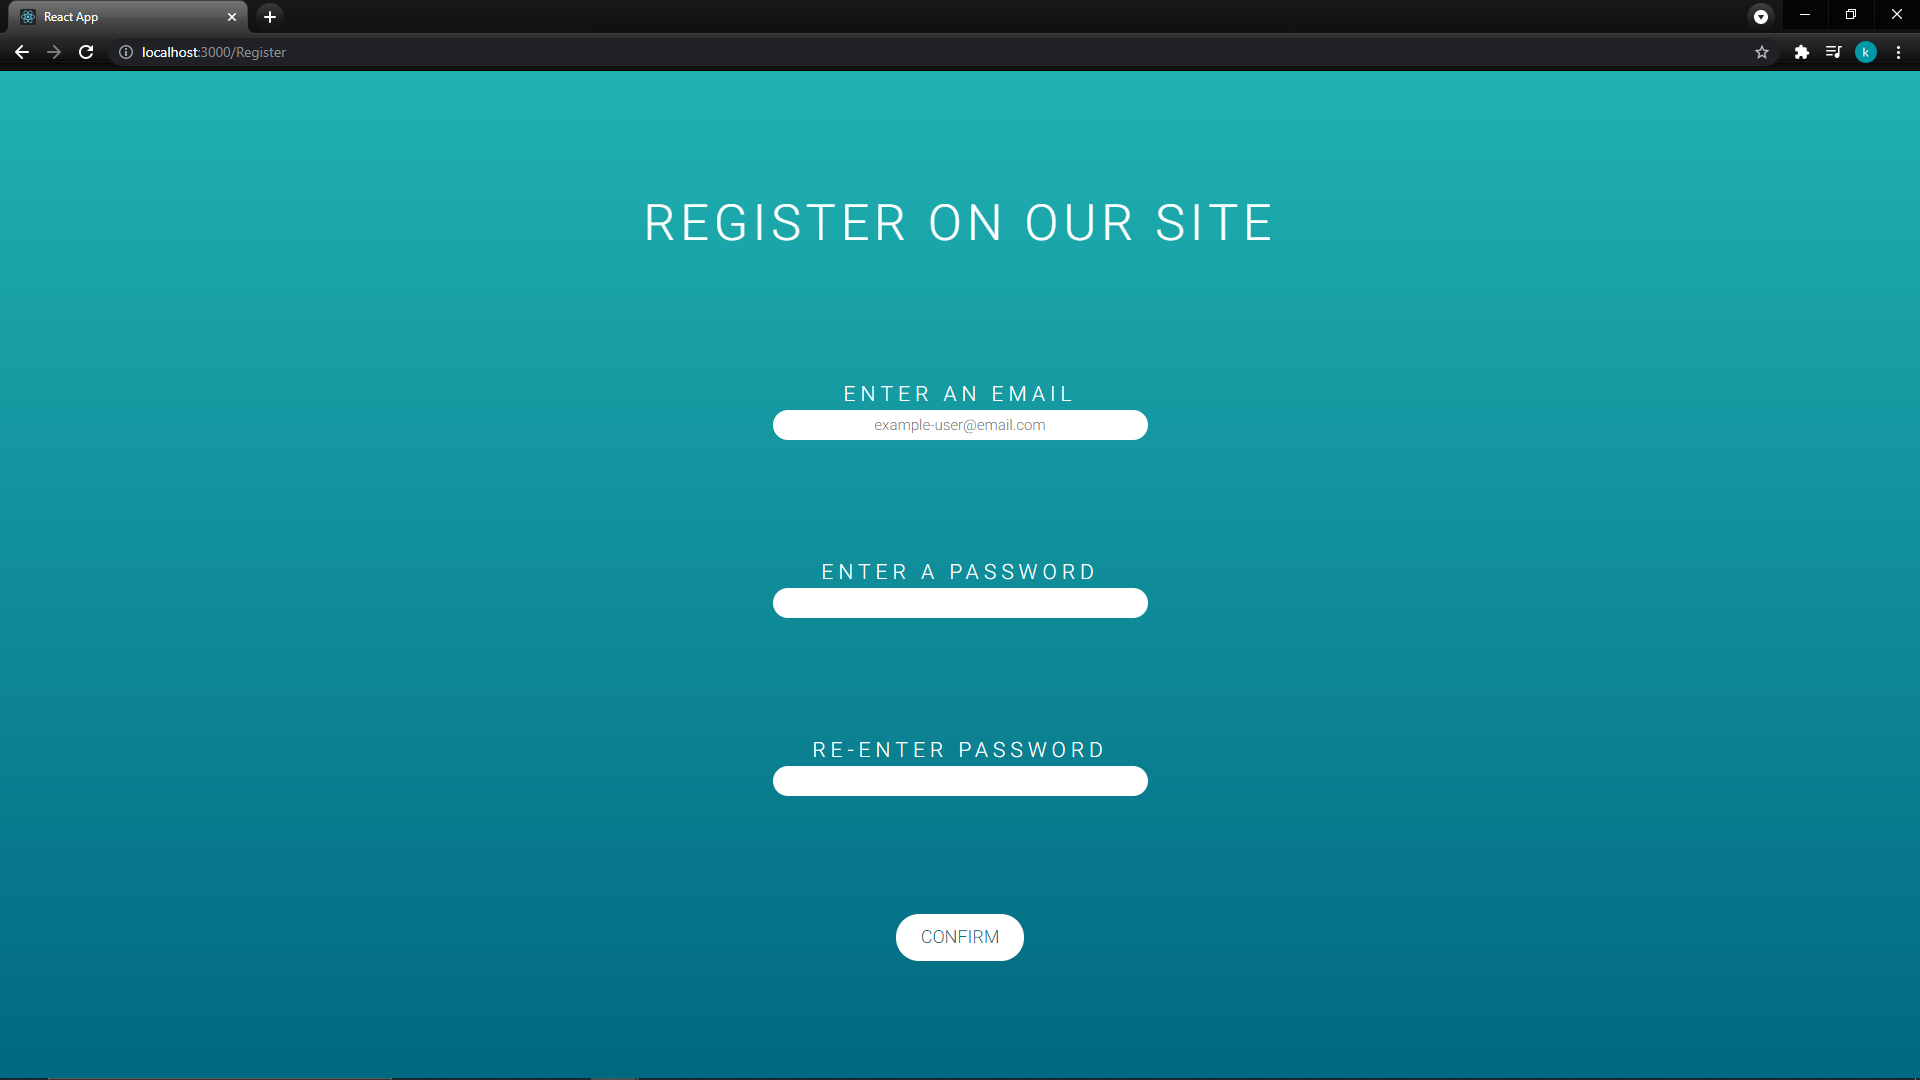 React App
localhost:3000/Register
k
REGISTER ON OUR SITE
ENTER AN EMAIL
example-user@email.com
ENTER A PASSWORD
RE-ENTER PASSWORD
CONFIRM